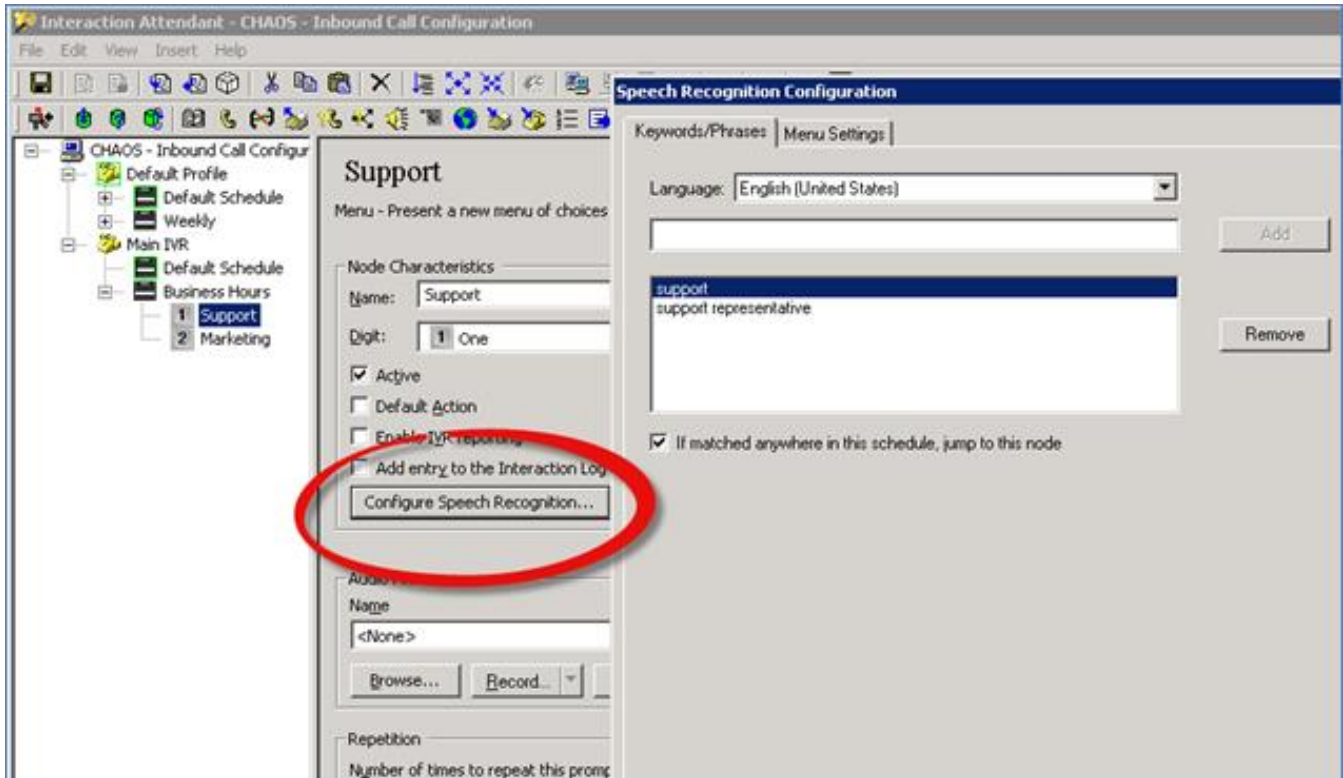 Interaction Attendant - CHAOS - Inbound Call Configuration
File Edit View Insert Help
CHAOS - Inbound Call Configur
Default Profile
Default Schedule
Weekly
Main IVR
Default Schedule
Business Hours
1 Support
2 Marketing
Support
Menu - Present a new menu of choices
Node Characteristics
Name: Support
Digit: 1 One
Active
Default Action
Enable IVR reporting
Add entry to the Interaction Log
Configure Speech Recognition...
Name
<None>
Browse... Record...
Repetition
Number of times to repeat this promp
Speech Recognition Configuration
Keywords/Phrases Menu Settings
Language: English (United States)
Add
support
support representative
Remove
If matched anywhere in this schedule, jump to this node